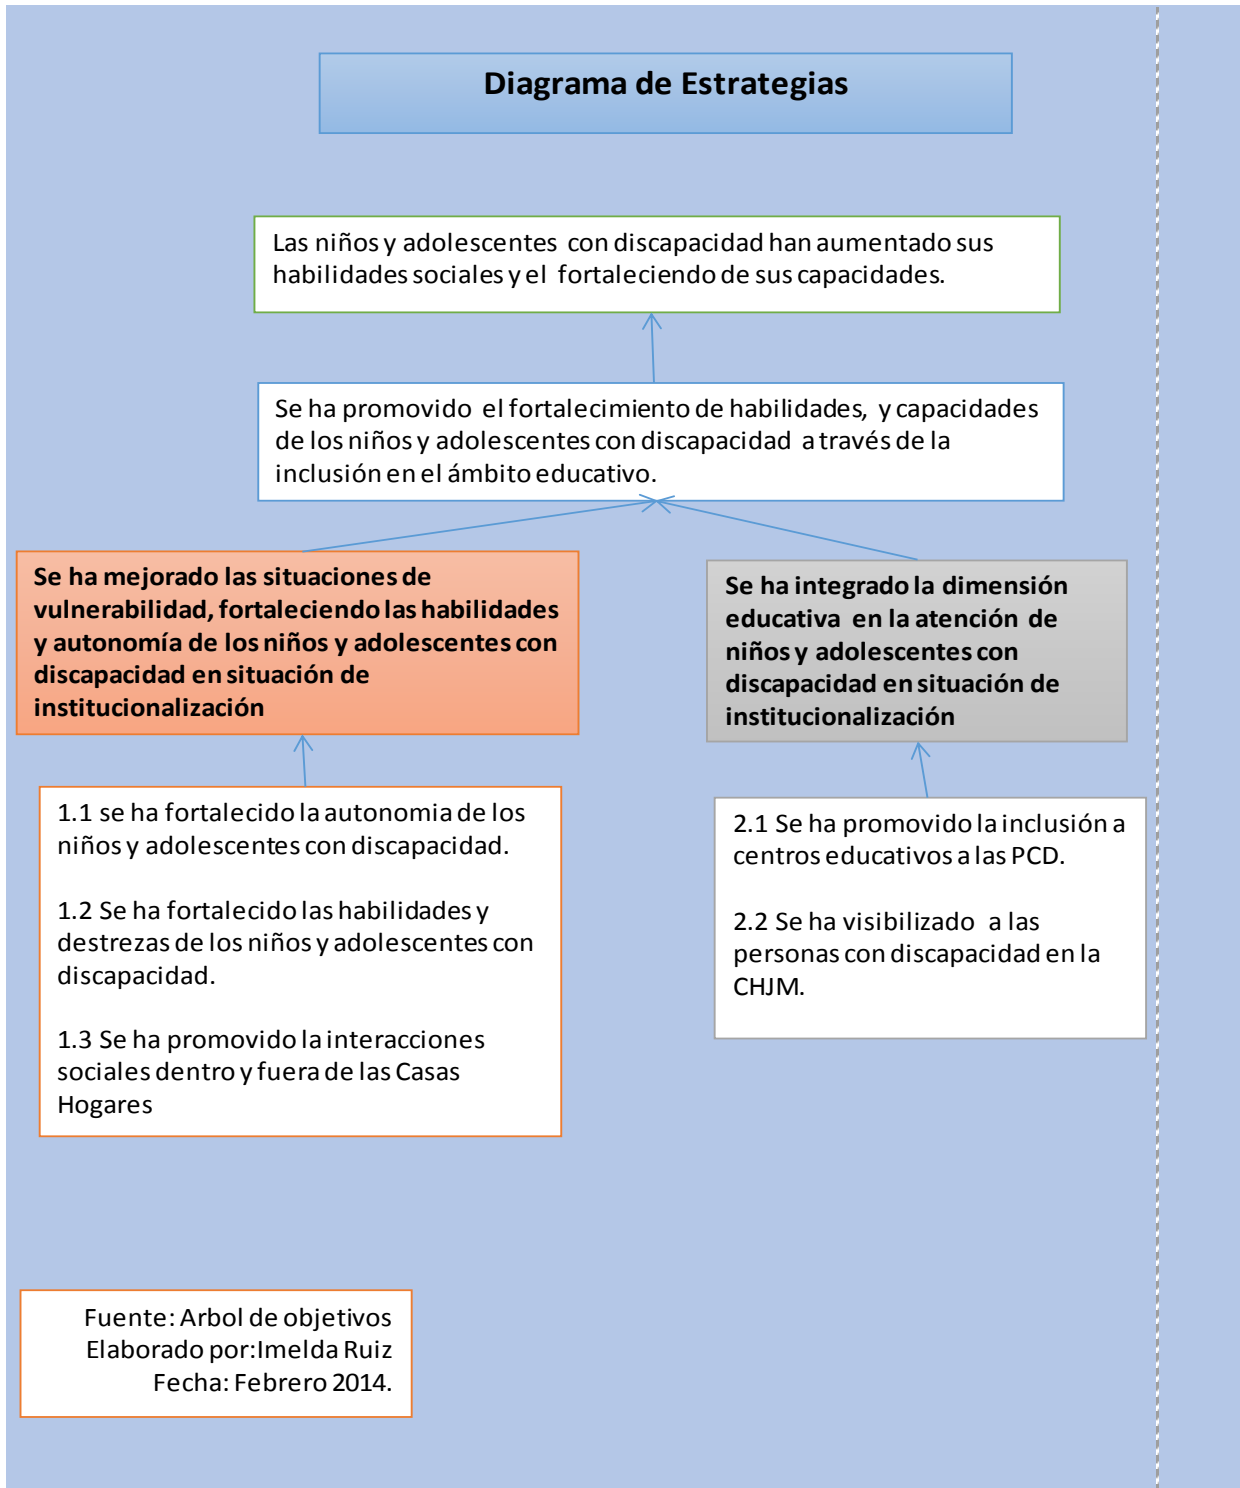 Diagrama de Estrategias
Las niños y adolescentes con discapacidad han aumentado sus
habilidades sociales y el fortaleciendo de sus capacidades.
Se ha promovido el fortalecimiento de habilidades, y capacidades
de los niños y adolescentes con discapacidad a través de la
inclusión en el ámbito educativo.
Se ha mejorado las situaciones de
vulnerabilidad, fortaleciendo las habilidades
y autonomía de los niños y adolescentes con
discapacidad en situación de
institucionalización
Se ha integrado la dimensión
educativa en la atención de
niños y adolescentes con
discapacidad en situación de
institucionalización
1.1 se ha fortalecido la autonomia de los
niños y adolescentes con discapacidad.
1.2 Se ha fortalecido las habilidades y
destrezas de los niños y adolescentes con
discapacidad.
1.3 Se ha promovido la interacciones
sociales dentro y fuera de las Casas
Hogares
2.1 Se ha promovido la inclusión a
centros educativos a las PCD.
2.2 Se ha visibilizado a las
personas con discapacidad en la
CHJM.
Fuente: Arbol de objetivos
Elaborado por:Imelda Ruiz
Fecha: Febrero 2014.